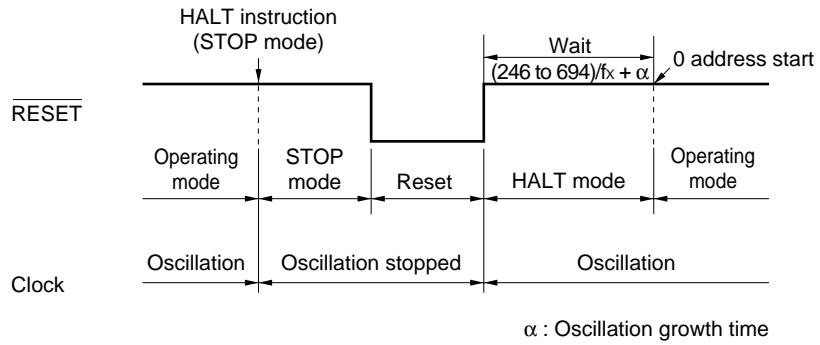 HALT instruction
(STOP mode)
Wait
(246 to 694)/fx + α
0 address start
RESET
Operating
mode
STOP
mode
Reset
HALT mode
Operating
mode
Clock
Oscillation
Oscillation stopped
Oscillation
α : Oscillation growth time